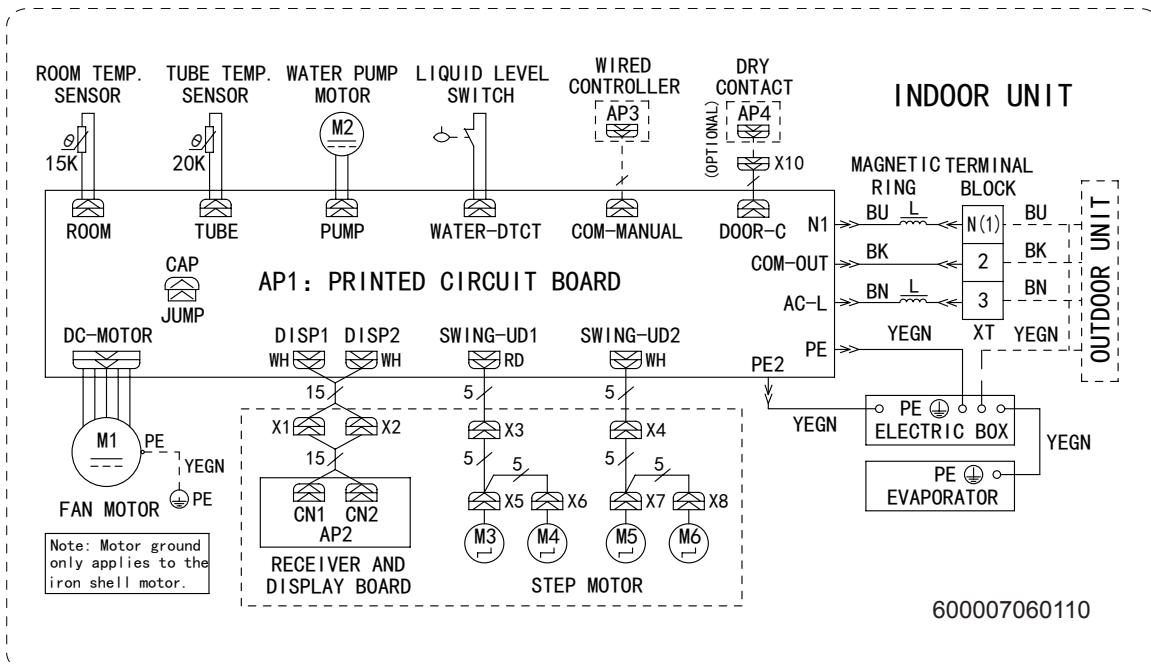 ROOM TEMP.
SENSOR
TUBE TEMP.
SENSOR
WATER PUMP
MOTOR
LIQUID LEVEL
SWITCH
WIRED
CONTROLLER
DRY
CONTACT
INDOOR UNIT
θ
15K
θ
20K
M2
AP3
(OPTIONAL)
AP4
X10
MAGNETIC
RING
TERMINAL
BLOCK
ROOM
TUBE
PUMP
WATER-DTCT
COM-MANUAL
DOOR-C
N1
BU
L
N(1)
BU
CAP
JUMP
AP1: PRINTED CIRCUIT BOARD
COM-OUT
BK
2
BK
AC-L
BN
L
3
BN
XT
OUTDOOR UNIT
DC-MOTOR
DISP1
DISP2
SWING-UD1
SWING-UD2
WH
WH
RD
WH
PE
YEGN
YEGN
PE2
15
5
5
YEGN
PE
ELECTRIC BOX
YEGN
PE
EVAPORATOR
M1
PE
YEGN
PE
FAN MOTOR
X1
X2
X3
X4
15
5
5
5
5
CN1
CN2
AP2
X5
X6
X7
X8
M3
M4
M5
M6
RECEIVER AND
DISPLAY BOARD
STEP MOTOR
Note: Motor ground
only applies to the
iron shell motor.
600007060110